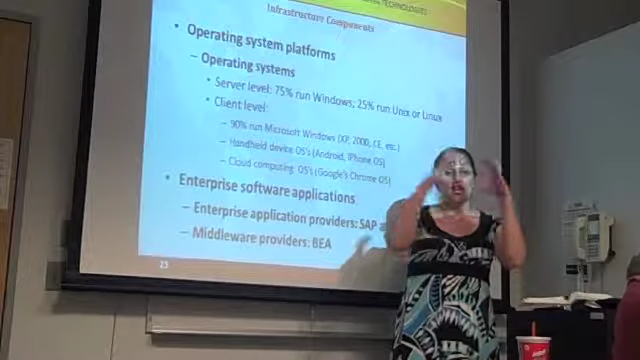 TECHNOLOGIES
Infrastructure Components
• Operating system platforms
– Operating systems
• Server level: 75% run Windows; 25% run Unix or Linux
• Client level:
– 90% run Microsoft Windows (XP, 2000, CE, etc.)
– Handheld device OS's (Android, iPhone OS)
– Cloud computing OS's (Google's Chrome OS)
• Enterprise software applications
– Enterprise application providers: SAP
– Middleware providers: BEA
23